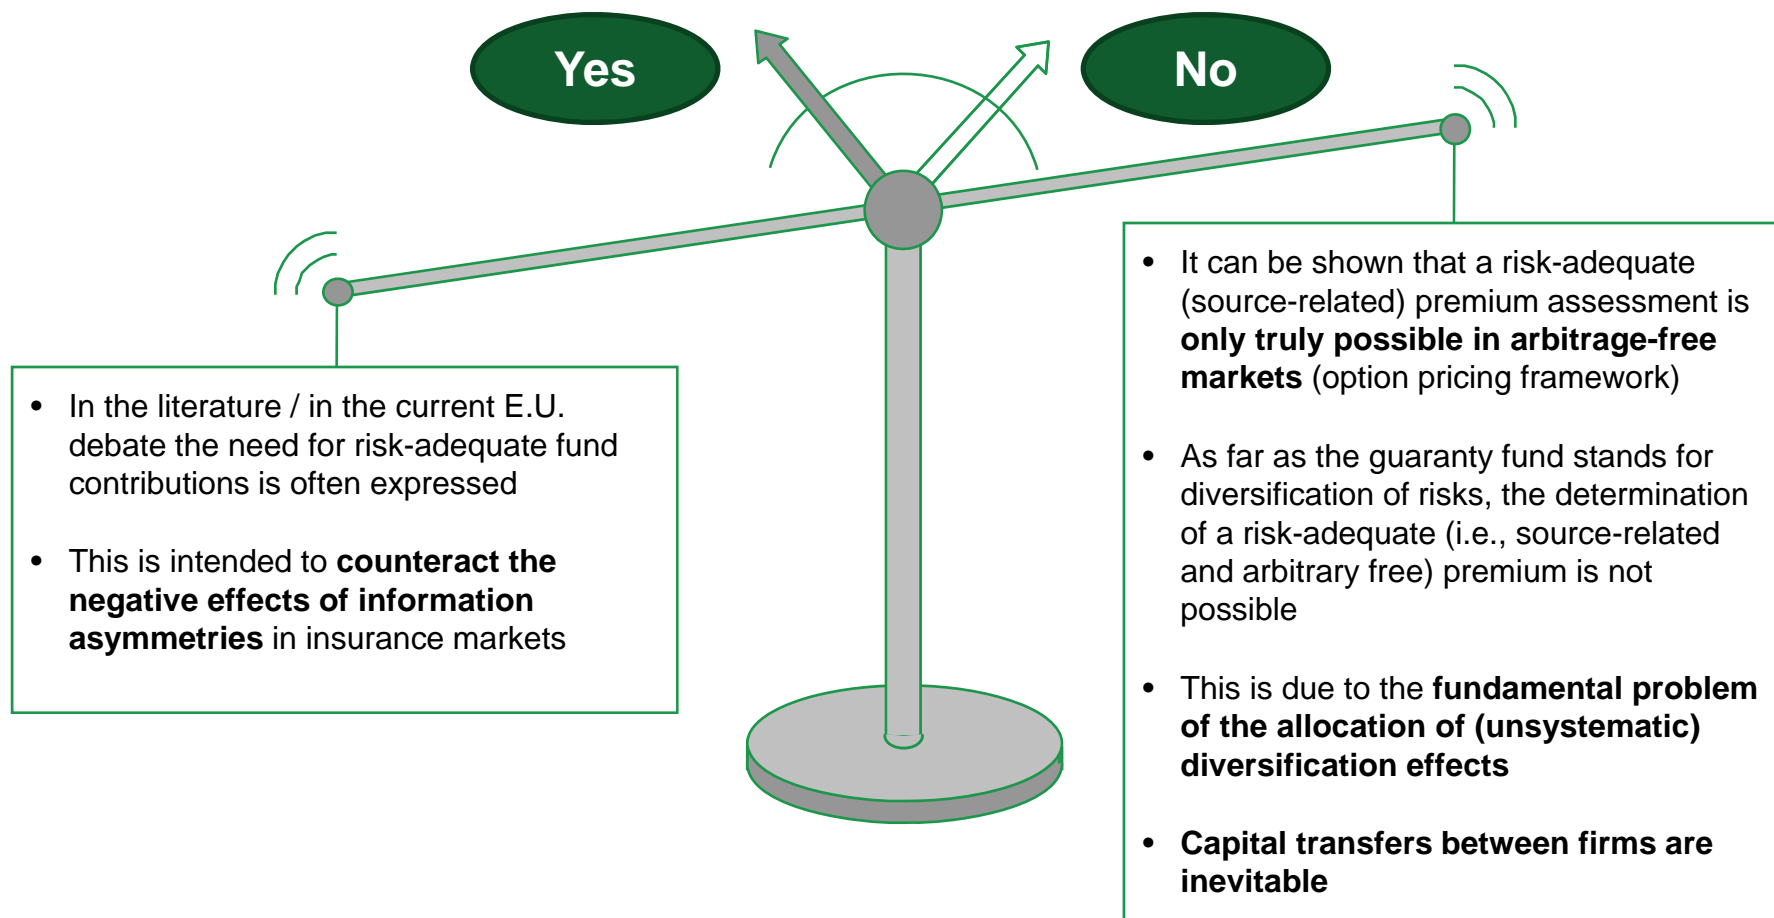 Yes
No
• In the literature / in the current E.U.
debate the need for risk-adequate fund
contributions is often expressed
• This is intended to counteract the
negative effects of information
asymmetries in insurance markets
• It can be shown that a risk-adequate
(source-related) premium assessment is
only truly possible in arbitrage-free
markets (option pricing framework)
• As far as the guaranty fund stands for
diversification of risks, the determination
of a risk-adequate (i.e., source-related
and arbitrary free) premium is not
possible
• This is due to the fundamental problem
of the allocation of (unsystematic)
diversification effects
• Capital transfers between firms are
inevitable